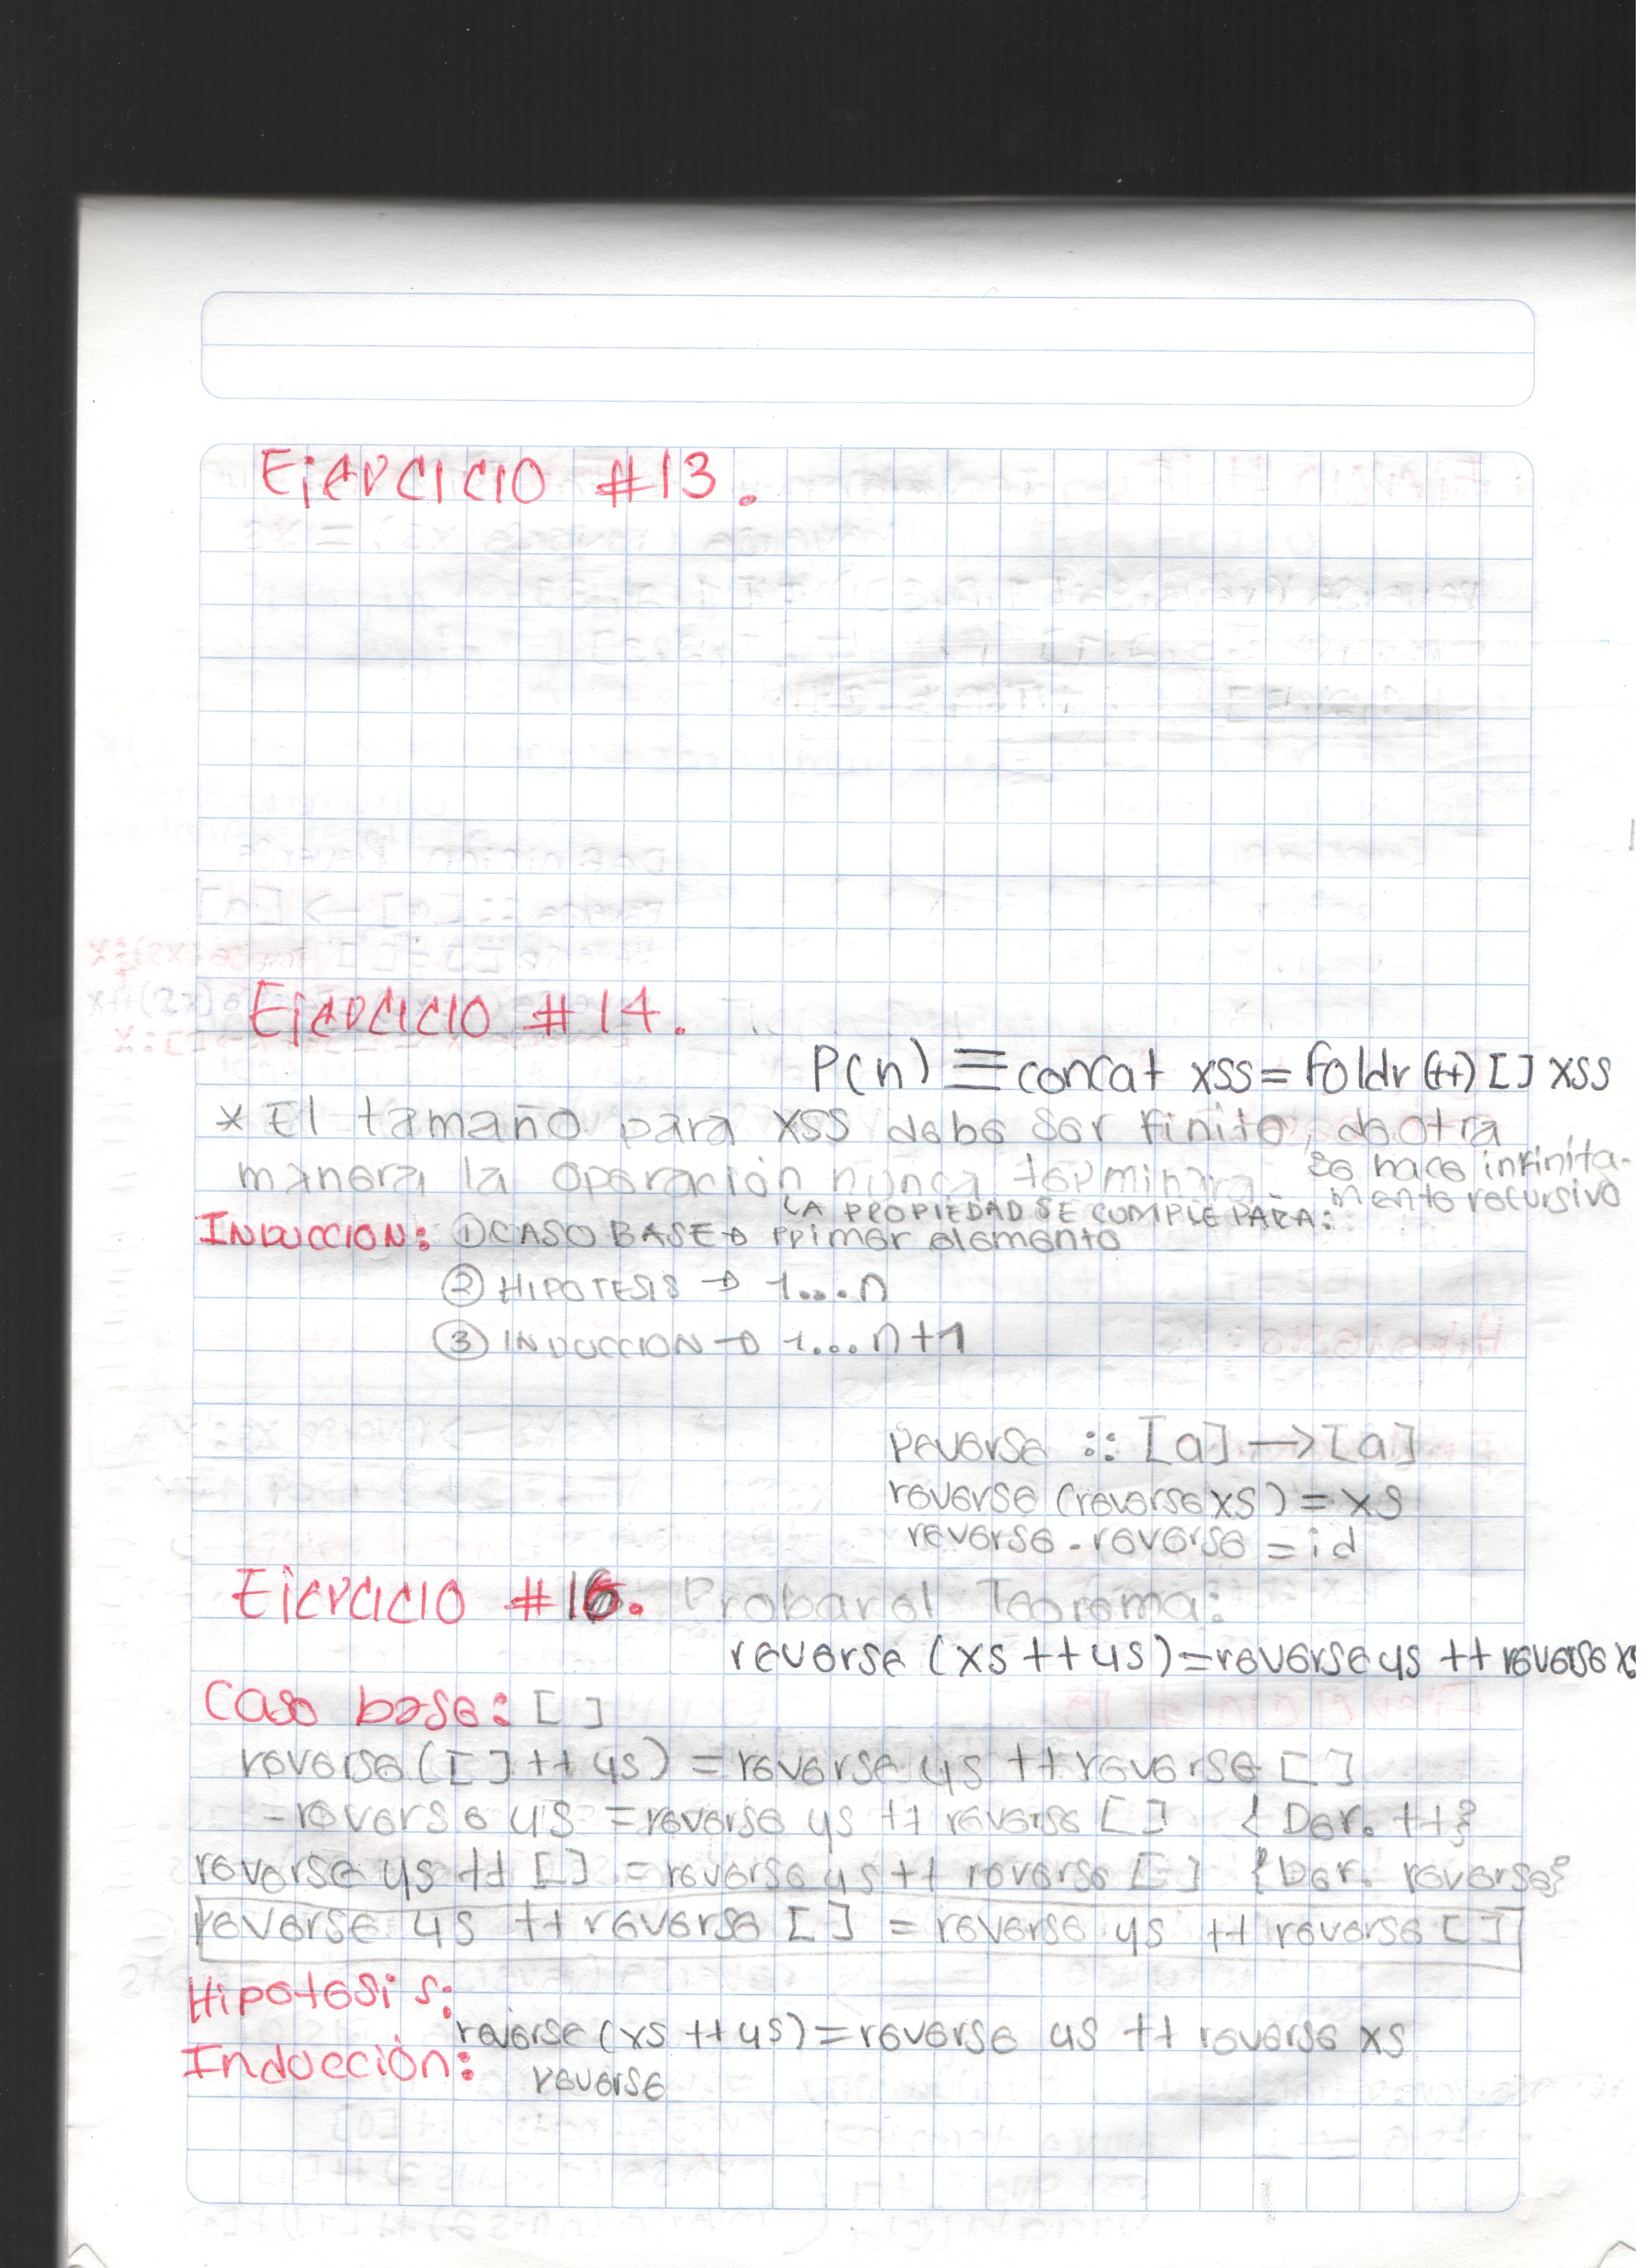 Ejercicio #13.
Ejercicio #14.
P(n) ≡ concat xss = foldr (++) [] xss
* El tamaño para xss debe ser finito, de otra
manera la operación nunca terminara se hace infinita-
mente recursivo
LA PROPIEDAD SE CUMPLE PARA:
INDUCCION: ① CASO BASE → primer elemento
② HIPOTESIS → 1...n
③ INDUCCION → 1...n+1
reverse :: [a] → [a]
reverse (reverse xs) = xs
reverse . reverse = id
Ejercicio #16. Probar el Teorema:
reverse (xs ++ ys) = reverse ys ++ reverse xs
Caso base: []
reverse ([] ++ ys) = reverse ys ++ reverse []
- reverse ys = reverse ys ++ reverse [] {Der. ++}
reverse ys ++ [] = reverse ys ++ reverse [] {Der. reverse}
reverse ys ++ reverse [] = reverse ys ++ reverse []
Hipotesis:
reverse (xs ++ ys) = reverse ys ++ reverse xs
Inducción: reverse